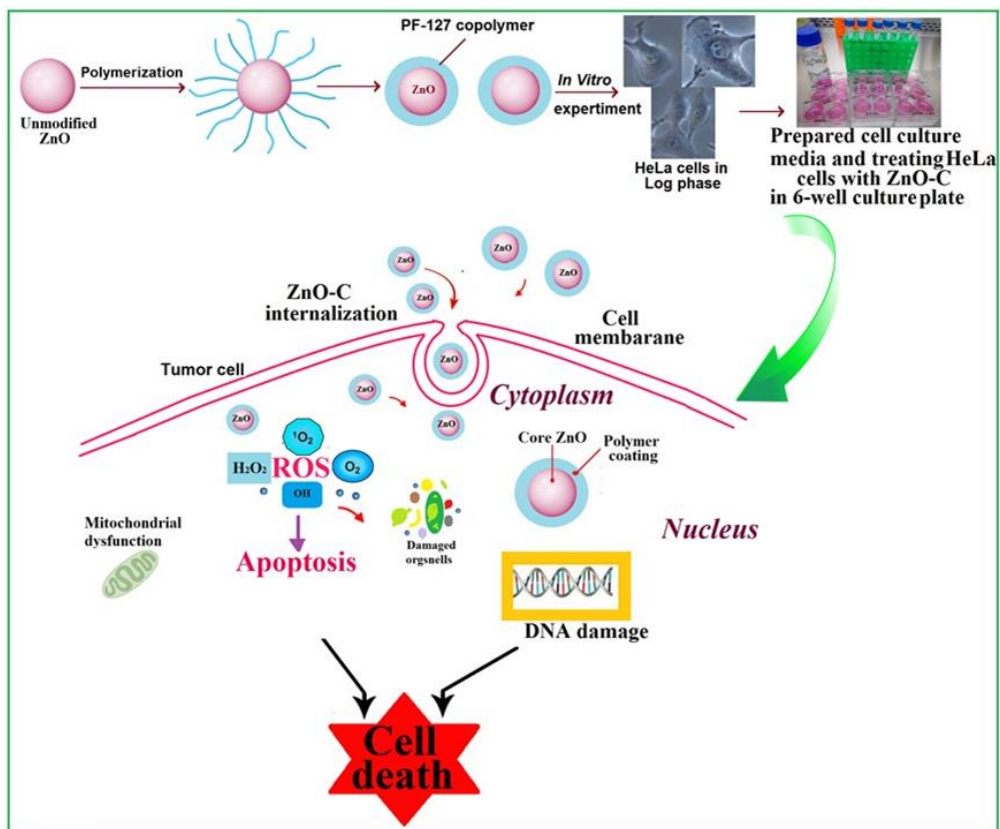 PF-127 copolymer
Polymerization
ZnO
In Vitro
expertiment
Unmodified
ZnO
HeLa cells in
Log phase
Prepared cell culture
media and treating HeLa
cells with ZnO-C
in 6-well culture plate
ZnO
ZnO
ZnO
ZnO
ZnO-C
internalization
Cell
membarane
ZnO
Tumor cell
ZnO
Cytoplasm
ZnO
ZnO
Core ZnO
Polymer
coating
¹O₂
H₂O₂
ROS
O₂
OH
Nucleus
Mitochondrial
dysfunction
Apoptosis
Damaged
orgsnells
DNA damage
Cell
death